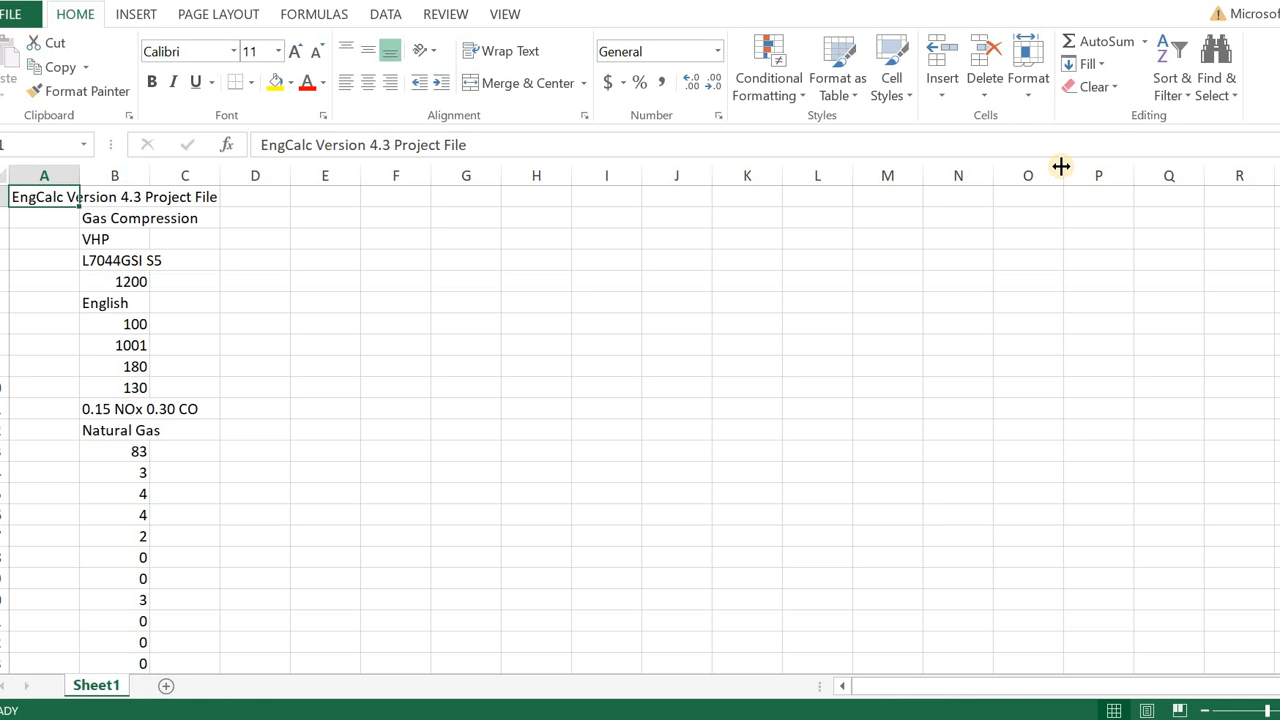 FILE HOME INSERT PAGE LAYOUT FORMULAS DATA REVIEW VIEW
Cut
Copy
Format Painter
Clipboard
Calibri 11
B I U
Font
Wrap Text
Merge & Center
Alignment
General
$ % ,
Number
Conditional Formatting
Format as Table
Cell Styles
Styles
Insert
Delete
Format
Cells
AutoSum
Fill
Clear
Sort & Filter
Find & Select
Editing
fx EngCalc Version 4.3 Project File
A B C D E F G H I J K L M N O P Q R
EngCalc Version 4.3 Project File
Gas Compression
VHP
L7044GSI S5
1200
English
100
1001
180
130
0.15 NOx 0.30 CO
Natural Gas
83
3
4
4
2
0
0
3
0
0
0
Sheet1